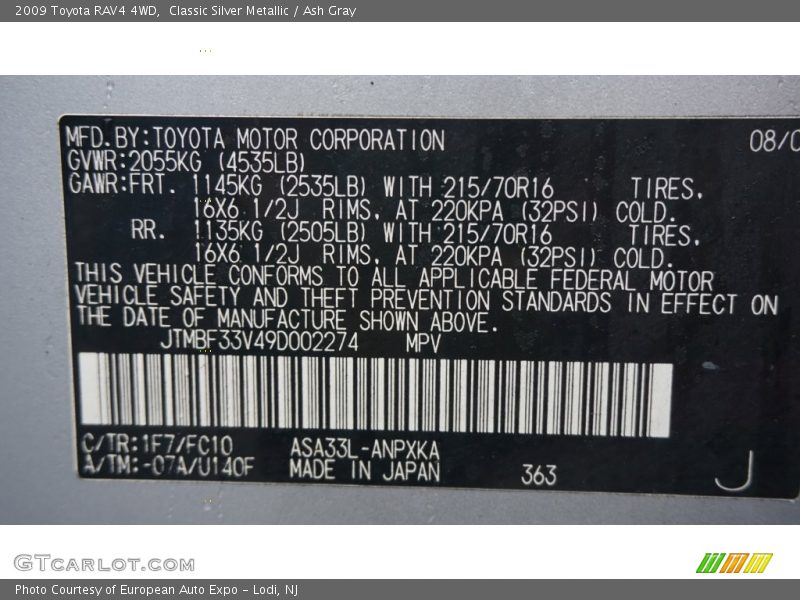 2009 Toyota RAV4 4WD,  Classic Silver Metallic / Ash Gray
MFD.BY:TOYOTA MOTOR CORPORATION 08/0
GVWR:2055KG (4535LB)
GAWR:FRT. 1145KG (2535LB) WITH 215/70R16 TIRES,
16X6 1/2J RIMS, AT 220KPA (32PSI) COLD.
RR. 1135KG (2505LB) WITH 215/70R16 TIRES,
16X6 1/2J RIMS, AT 220KPA (32PSI) COLD.
THIS VEHICLE CONFORMS TO ALL APPLICABLE FEDERAL MOTOR
VEHICLE SAFETY AND THEFT PREVENTION STANDARDS IN EFFECT ON
THE DATE OF MANUFACTURE SHOWN ABOVE.
JTMBF33V49D002274 MPV
C/TR:1F7/FC10 ASA33L-ANPXKA
A/TM:-07A/U140F MADE IN JAPAN 363 J
GTcarlot.com
Photo Courtesy of European Auto Expo - Lodi, NJ